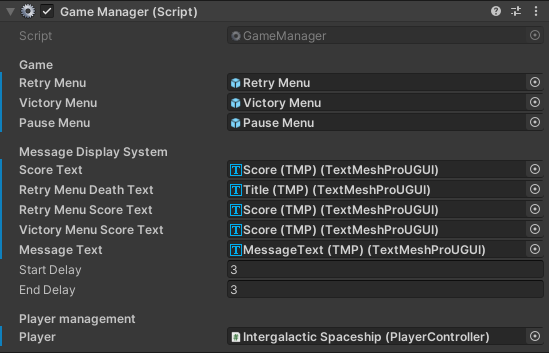 Game Manager (Script)
Script GameManager
Game
Retry Menu Retry Menu
Victory Menu Victory Menu
Pause Menu Pause Menu
Message Display System
Score Text Score (TMP) (TextMeshProUGUI)
Retry Menu Death Text Title (TMP) (TextMeshProUGUI)
Retry Menu Score Text Score (TMP) (TextMeshProUGUI)
Victory Menu Score Text Score (TMP) (TextMeshProUGUI)
Message Text MessageText (TMP) (TextMeshProUGUI)
Start Delay 3
End Delay 3
Player management
Player Intergalactic Spaceship (PlayerController)